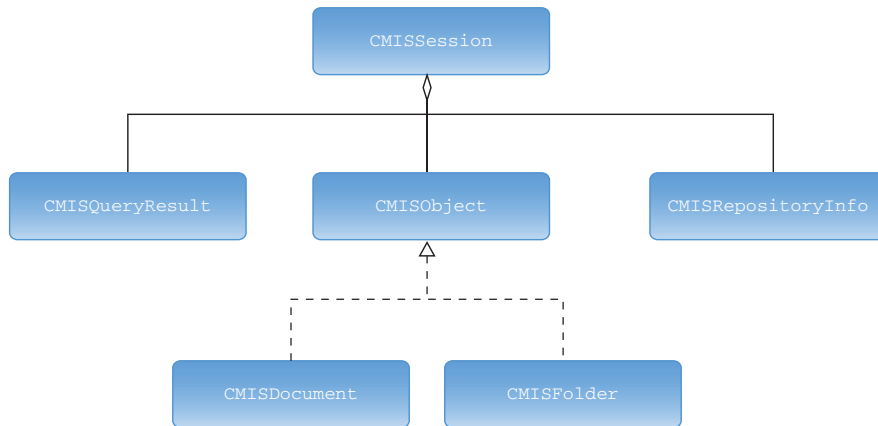 CMISSession
CMISQueryResult
CMISObject
CMISRepositoryInfo
CMISDocument
CMISFolder